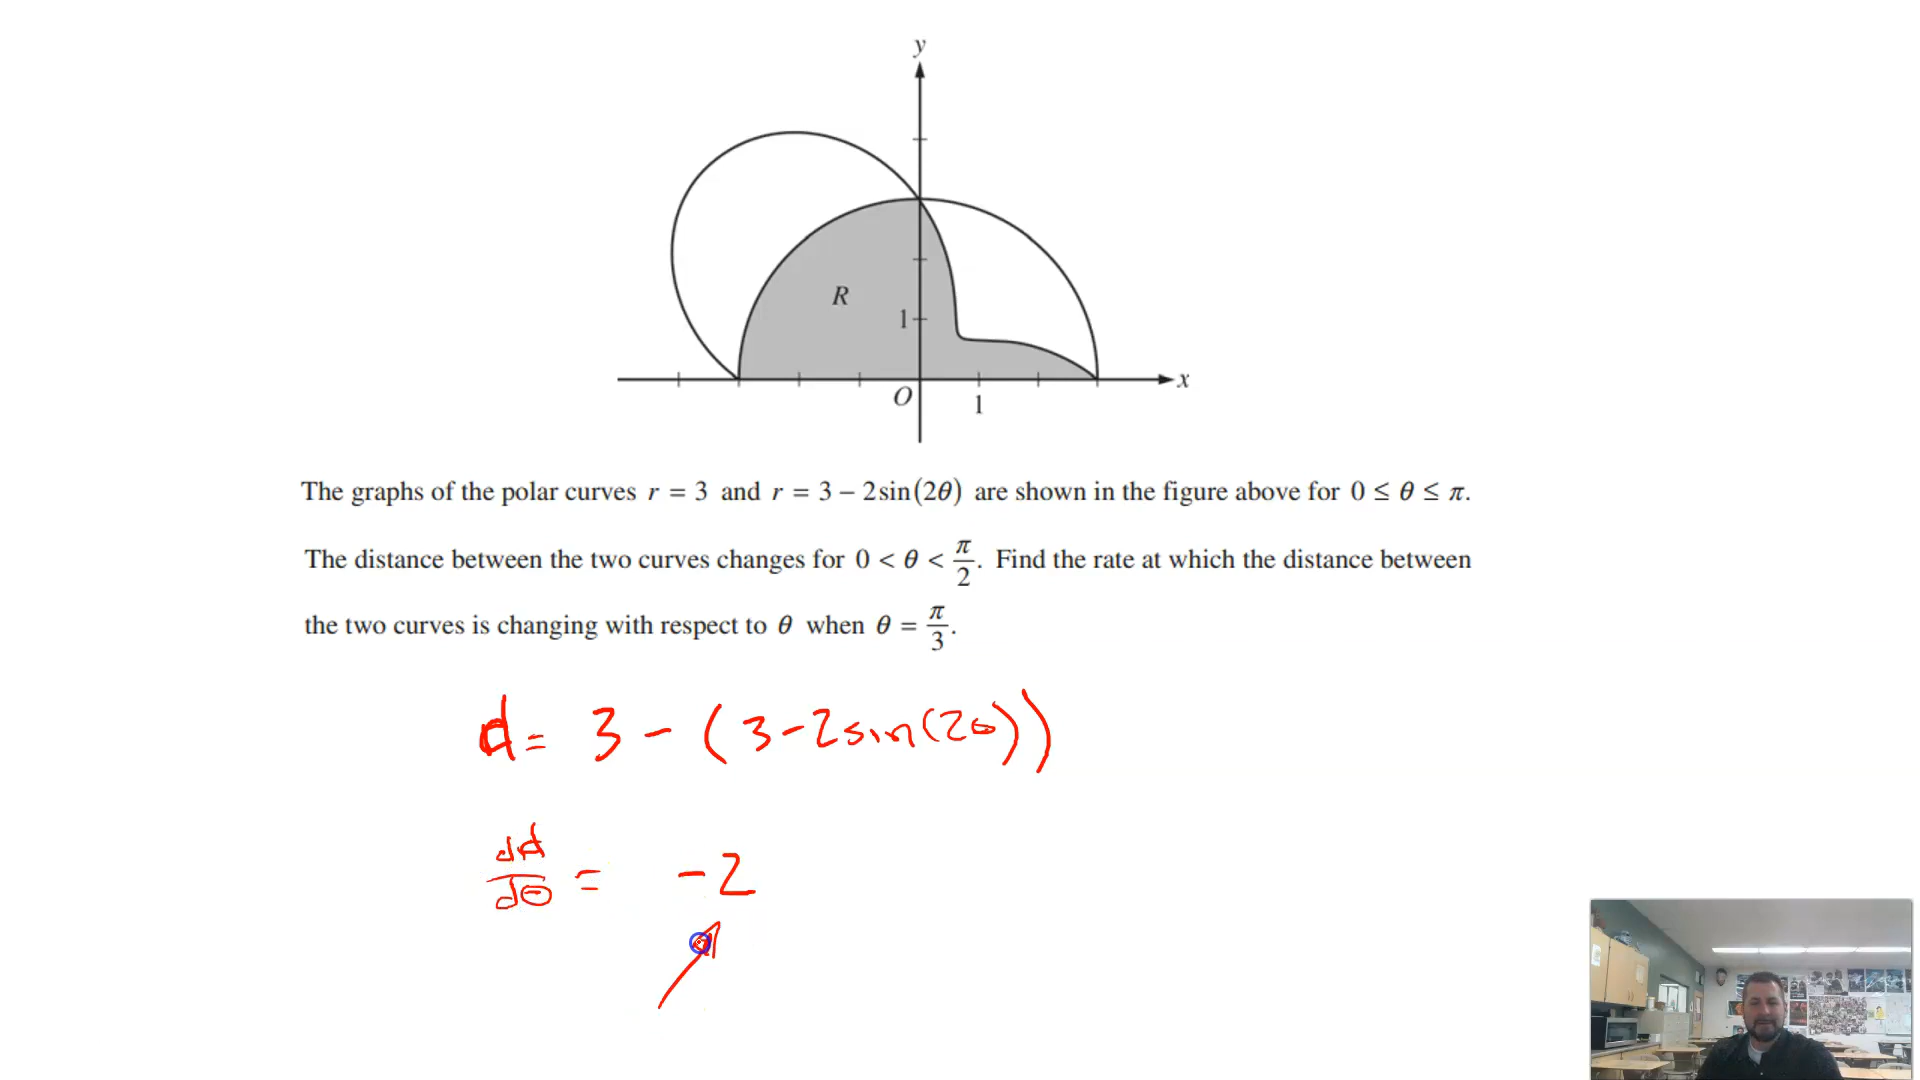 y
R
1
O
1
x
The graphs of the polar curves r = 3 and r = 3 – 2sin(2θ) are shown in the figure above for 0 ≤ θ ≤ π.
The distance between the two curves changes for 0 < θ < π/2. Find the rate at which the distance between
the two curves is changing with respect to θ when θ = π/3.
d = 3 - (3-2sin(2θ))
dd/dθ = -2